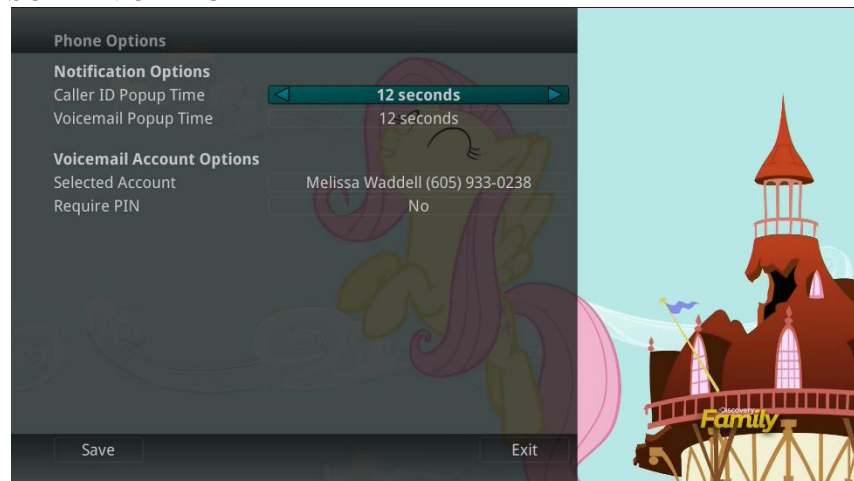 Phone Options
Notification Options
Caller ID Popup Time 12 seconds
Voicemail Popup Time 12 seconds
Voicemail Account Options
Selected Account Melissa Waddell (605) 933-0238
Require PIN No
Discovery
Family
Save Exit